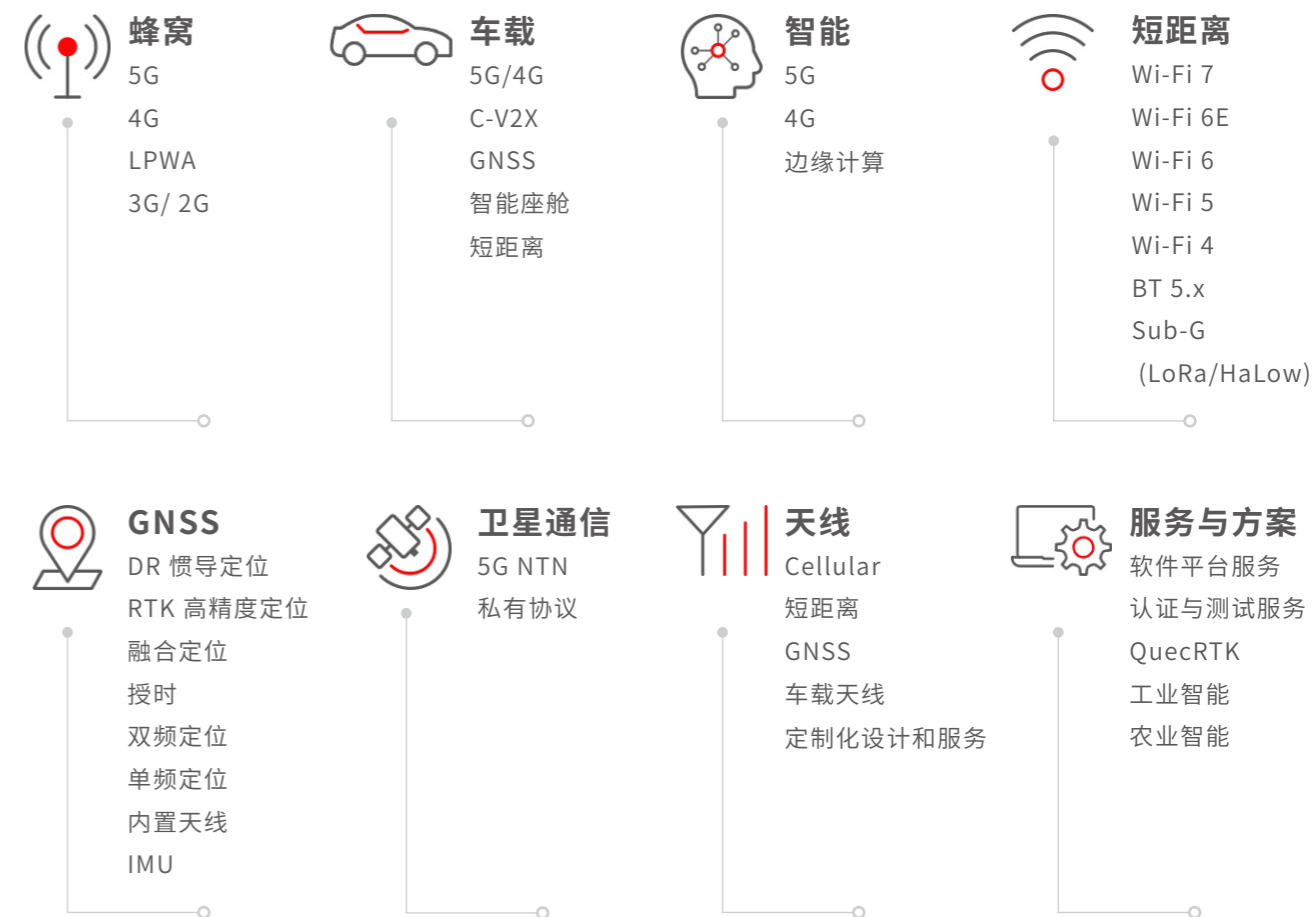 蜂窝
5G
4G
LPWA
3G/ 2G
车载
5G/4G
C-V2X
GNSS
智能座舱
短距离
智能
5G
4G
边缘计算
短距离
Wi-Fi 7
Wi-Fi 6E
Wi-Fi 6
Wi-Fi 5
Wi-Fi 4
BT 5.x
Sub-G
(LoRa/HaLow)
GNSS
DR 惯导定位
RTK 高精度定位
融合定位
授时
双频定位
单频定位
内置天线
IMU
卫星通信
5G NTN
私有协议
天线
Cellular
短距离
GNSS
车载天线
定制化设计和服务
服务与方案
软件平台服务
认证与测试服务
QuecRTK
工业智能
农业智能